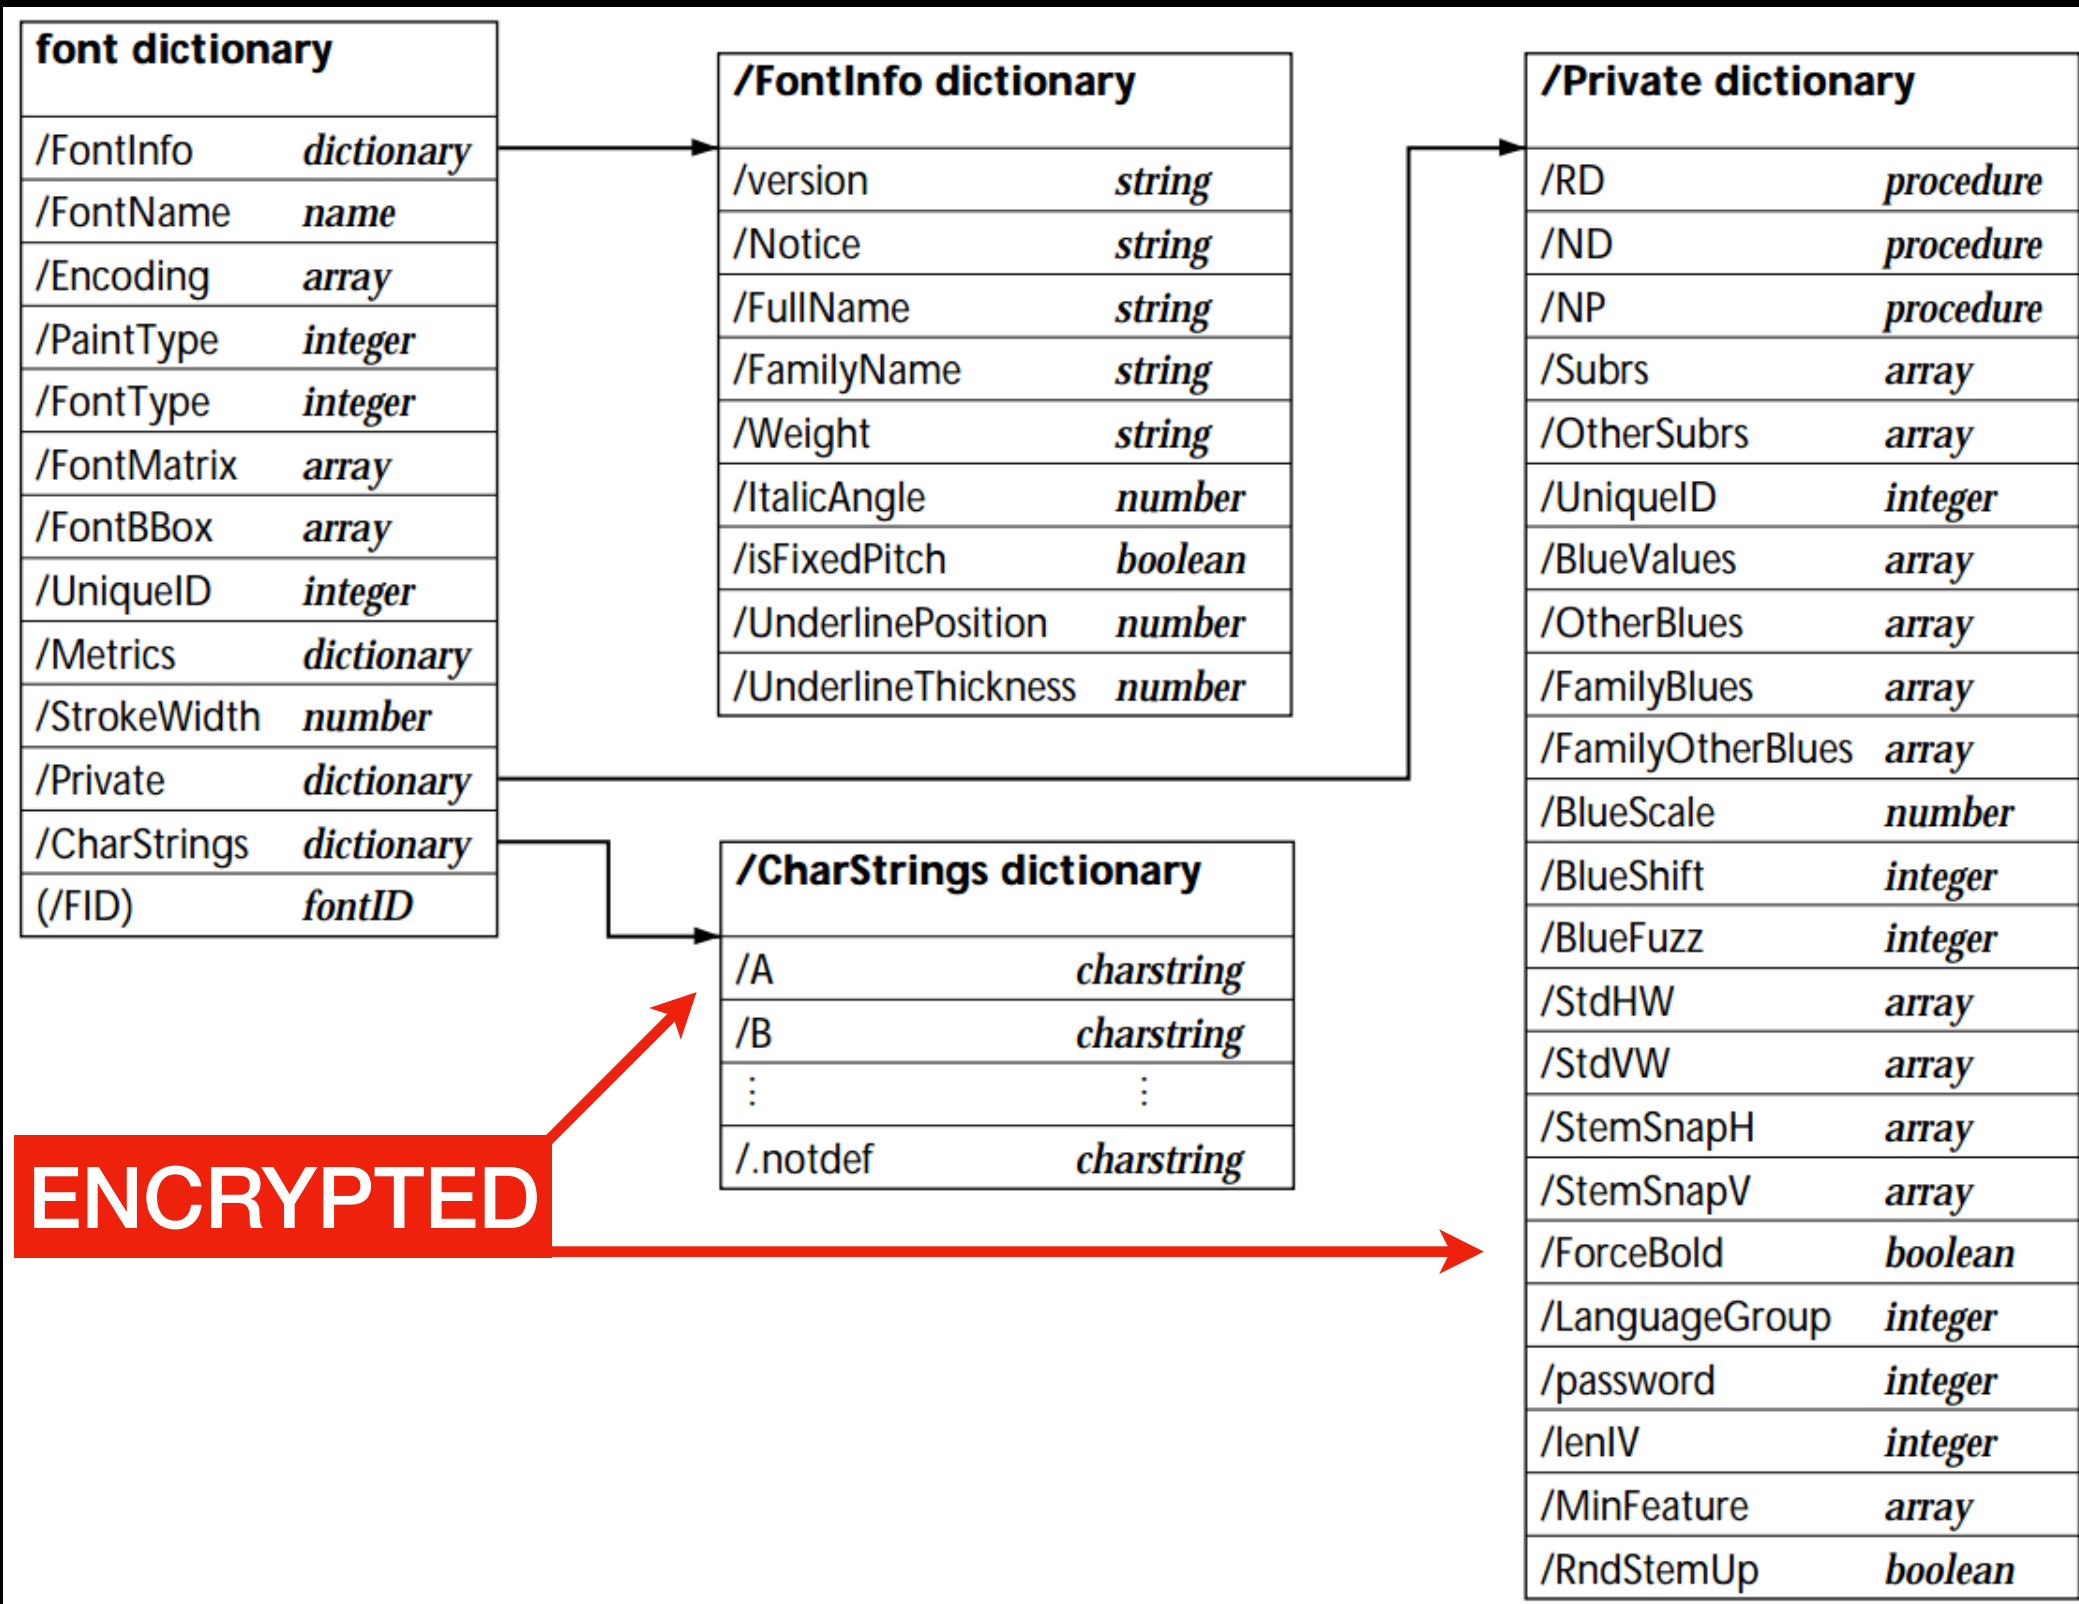 font dictionary
/FontInfo dictionary
/FontName name
/Encoding array
/PaintType integer
/FontType integer
/FontMatrix array
/FontBBox array
/UniqueID integer
/Metrics dictionary
/StrokeWidth number
/Private dictionary
/CharStrings dictionary
(/FID) fontID
/FontInfo dictionary
/version string
/Notice string
/FullName string
/FamilyName string
/Weight string
/ItalicAngle number
/isFixedPitch boolean
/UnderlinePosition number
/UnderlineThickness number
/CharStrings dictionary
/A charstring
/B charstring
⋮ ⋮
/.notdef charstring
ENCRYPTED
/Private dictionary
/RD procedure
/ND procedure
/NP procedure
/Subrs array
/OtherSubrs array
/UniqueID integer
/BlueValues array
/OtherBlues array
/FamilyBlues array
/FamilyOtherBlues array
/BlueScale number
/BlueShift integer
/BlueFuzz integer
/StdHW array
/StdVW array
/StemSnapH array
/StemSnapV array
/ForceBold boolean
/LanguageGroup integer
/password integer
/lenIV integer
/MinFeature array
/RndStemUp boolean